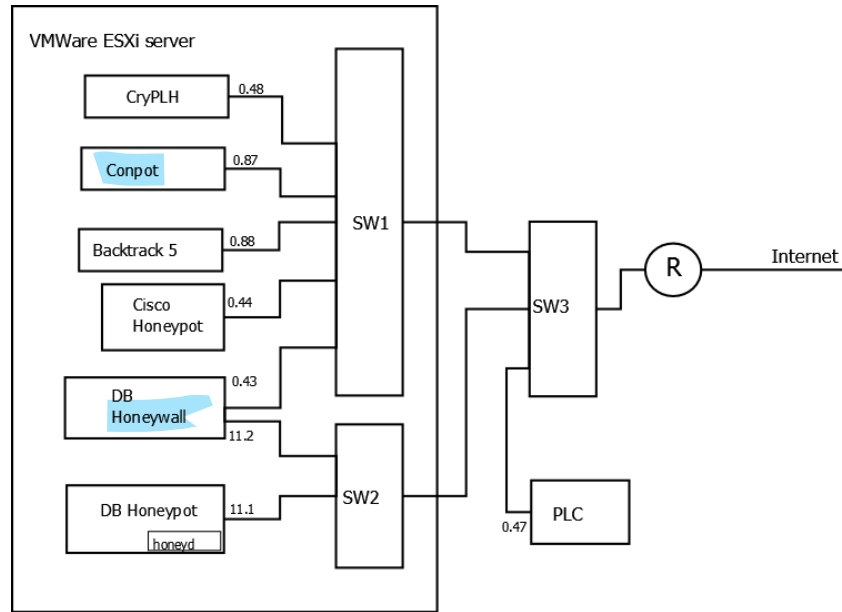 VMWare ESXi server
CryPLH
0.48
Conpot
0.87
Backtrack 5
0.88
Cisco
Honeypot
0.44
DB
Honeywall
0.43
11.2
DB Honeypot
honeyd
11.1
SW1
SW2
SW3
R
Internet
PLC
0.47